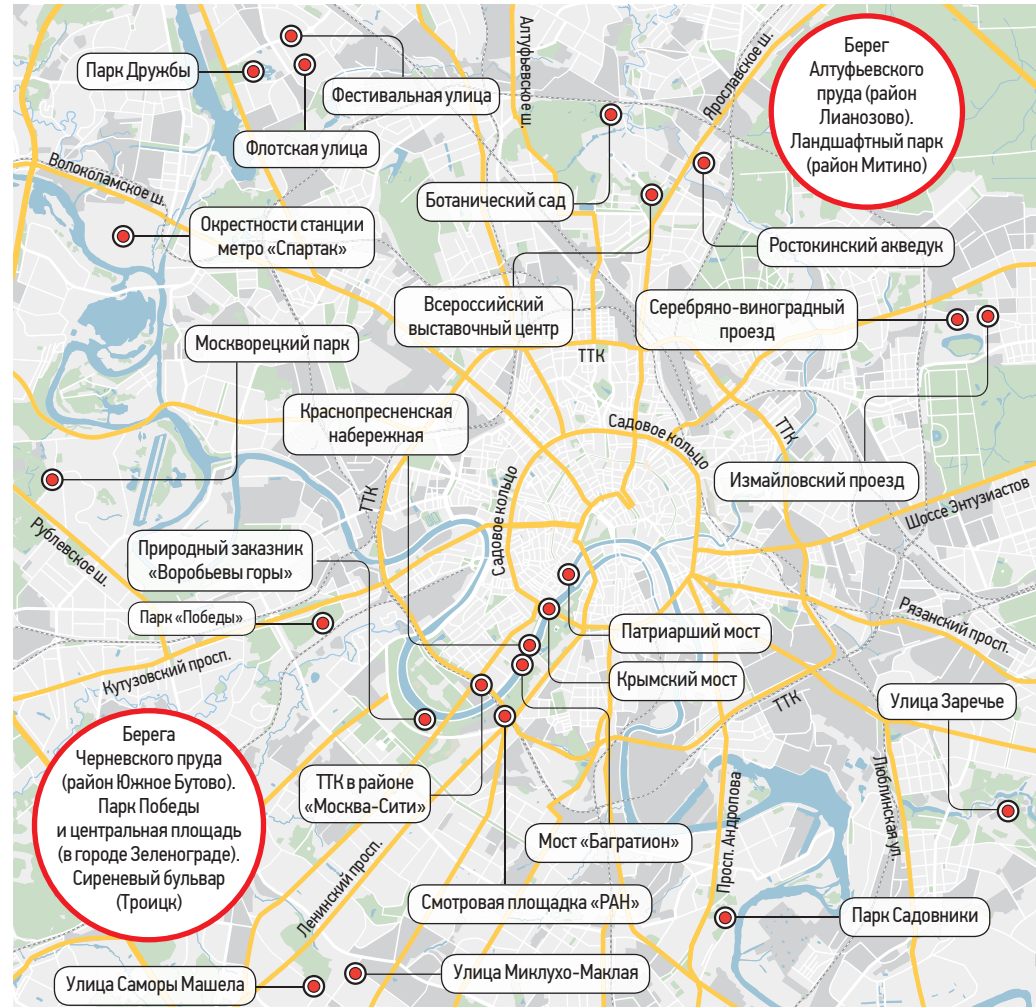 Парк Дружбы
Фестивальная улица
Флотская улица
Алтуфьевское ш.
Ярославское ш.
Берег
Алтуфьевского
пруда (район
Лианозово).
Ландшафтный парк
(район Митино)
Волоколамское ш.
Ботанический сад
Окрестности станции
метро «Спартак»
Ростокинский акведук
Всероссийский
выставочный центр
Серебряно-виноградный
проезд
Москворецкий парк
ТТК
Краснопресненская
набережная
Садовое кольцо
ТТК
Измайловский проезд
Шоссе Энтузиастов
ТТК
Садовое кольцо
Рублевское ш.
Природный заказник
«Воробьевы горы»
Парк «Победы»
Патриарший мост
Рязанский просп.
Крымский мост
Кутузовский просп.
ТТК
Улица Заречье
Берега
Черневского пруда
(район Южное Бутово).
Парк Победы
и центральная площадь
(в городе Зеленограде).
Сиреневый бульвар
(Троицк)
ТТК в районе
«Москва-Сити»
Мост «Багратион»
Просп. Андропова
Люблинская ул.
Ленинский просп.
Смотровая площадка «РАН»
Парк Садовники
Улица Саморы Машела
Улица Миклухо-Маклая